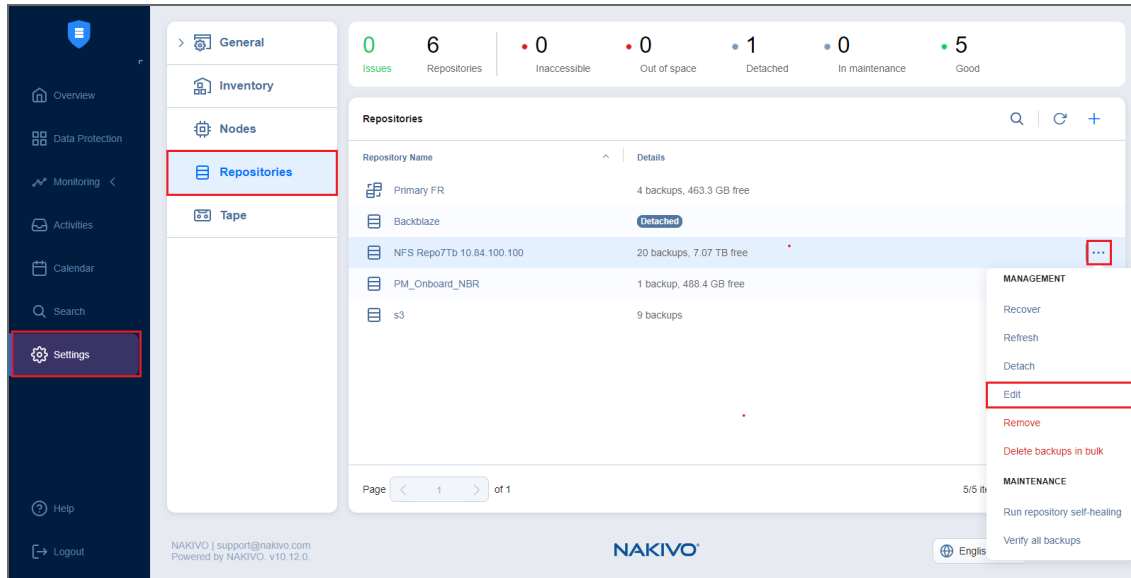 Overview
Data Protection
Monitoring
Activities
Calendar
Search
Settings
Help
Logout
General
Inventory
Nodes
Repositories
Tape
0
Issues
6
Repositories
0
Inaccessible
0
Out of space
1
Detached
0
In maintenance
5
Good
Repositories
Repository Name Details
Primary FR 4 backups, 463.3 GB free
Backblaze Detached
NFS Repo7Tb 10.84.100.100 20 backups, 7.07 TB free
PM_Onboard_NBR 1 backup, 488.4 GB free
s3 9 backups
MANAGEMENT
Recover
Refresh
Detach
Edit
Remove
Delete backups in bulk
MAINTENANCE
Run repository self-healing
Verify all backups
Page 1 of 1
5/5 ite
NAKIVO | support@nakivo.com
Powered by NAKIVO. v10.12.0.
NAKIVO®
Englis